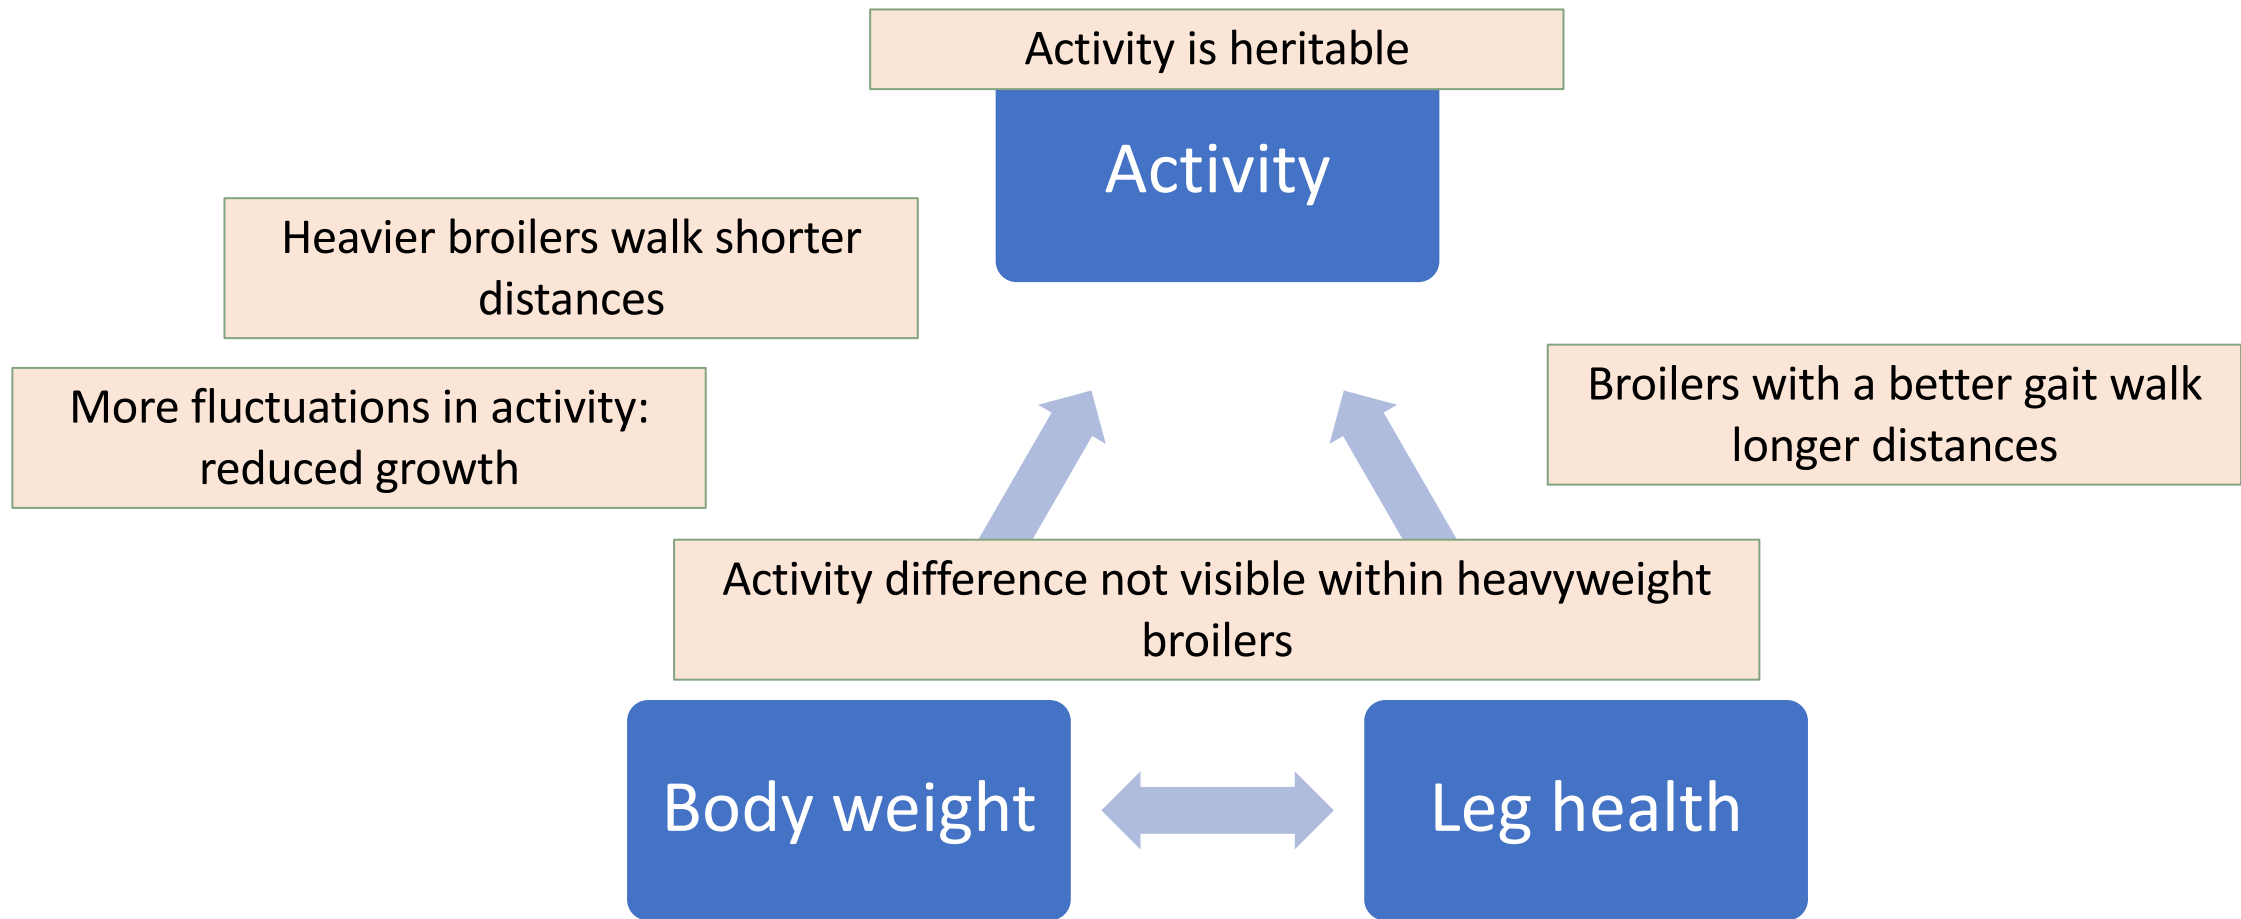 Activity is heritable
Activity
Heavier broilers walk shorter
distances
More fluctuations in activity:
reduced growth
Broilers with a better gait walk
longer distances
Activity difference not visible within heavyweight
broilers
Body weight
Leg health